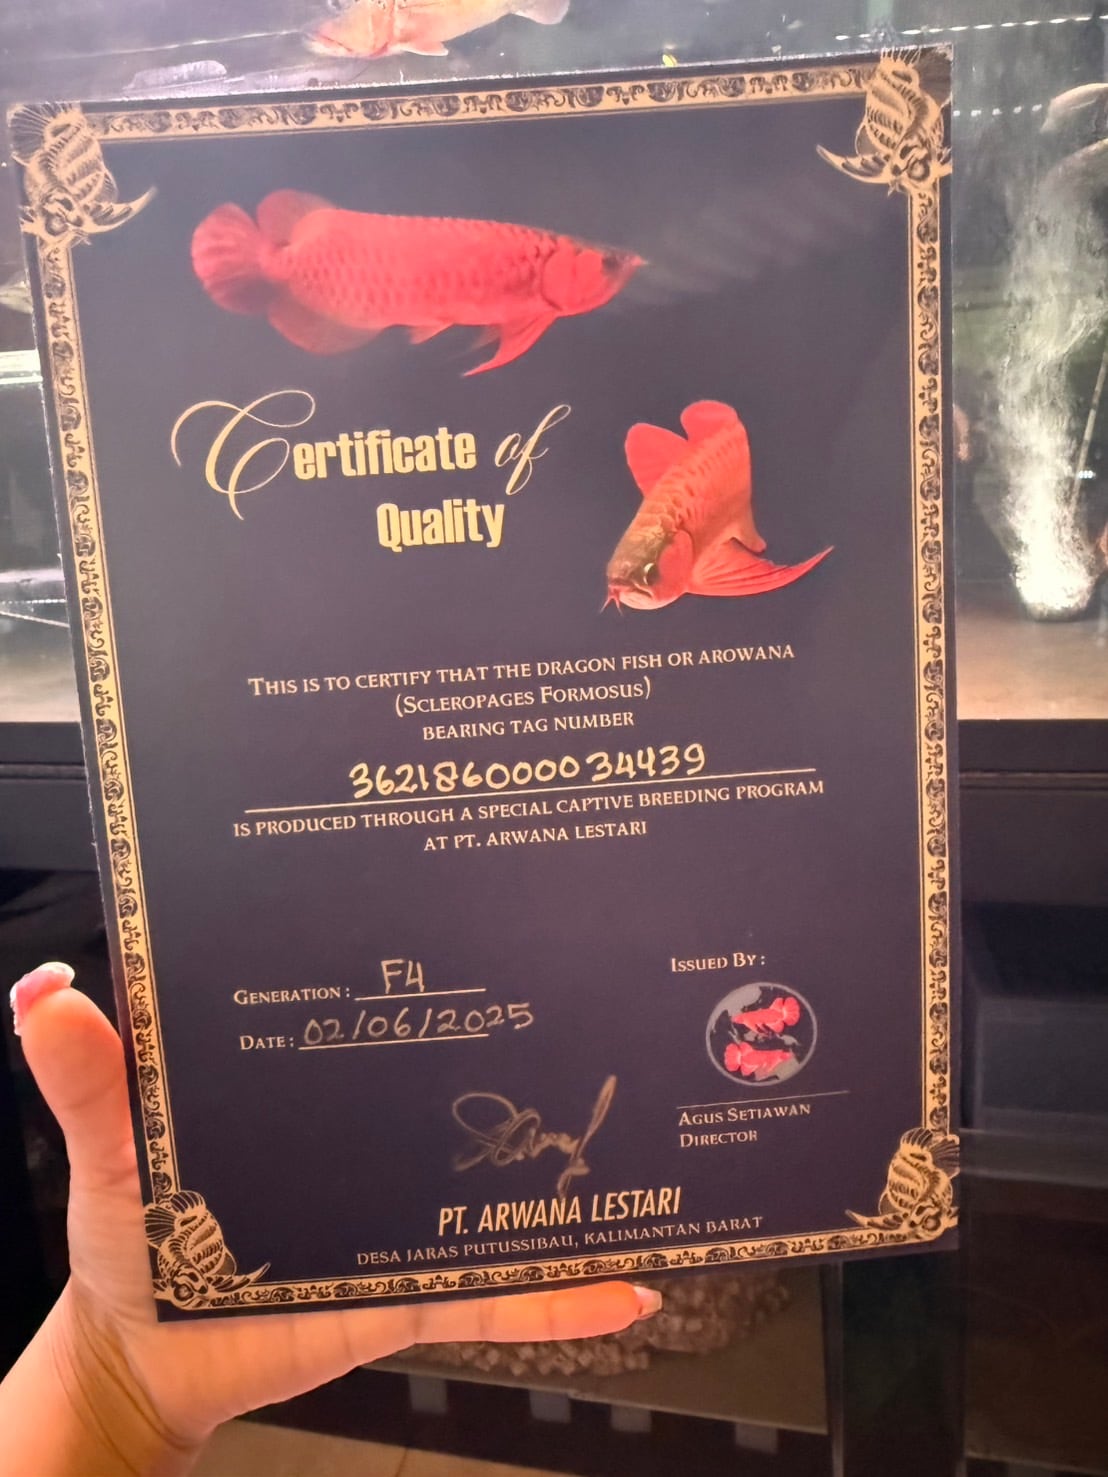 Certificate of
Quality
THIS IS TO CERTIFY THAT THE DRAGON FISH OR AROWANA
(SCLEROPAGES FORMOSUS)
BEARING TAG NUMBER
362186000034439
IS PRODUCED THROUGH A SPECIAL CAPTIVE BREEDING PROGRAM
AT PT. ARWANA LESTARI
GENERATION: F4
DATE: 02/06/2025
ISSUED BY:
AGUS SETIAWAN
DIRECTOR
PT. ARWANA LESTARI
DESA JARAS PUTUSSIBAU, KALIMANTAN BARAT